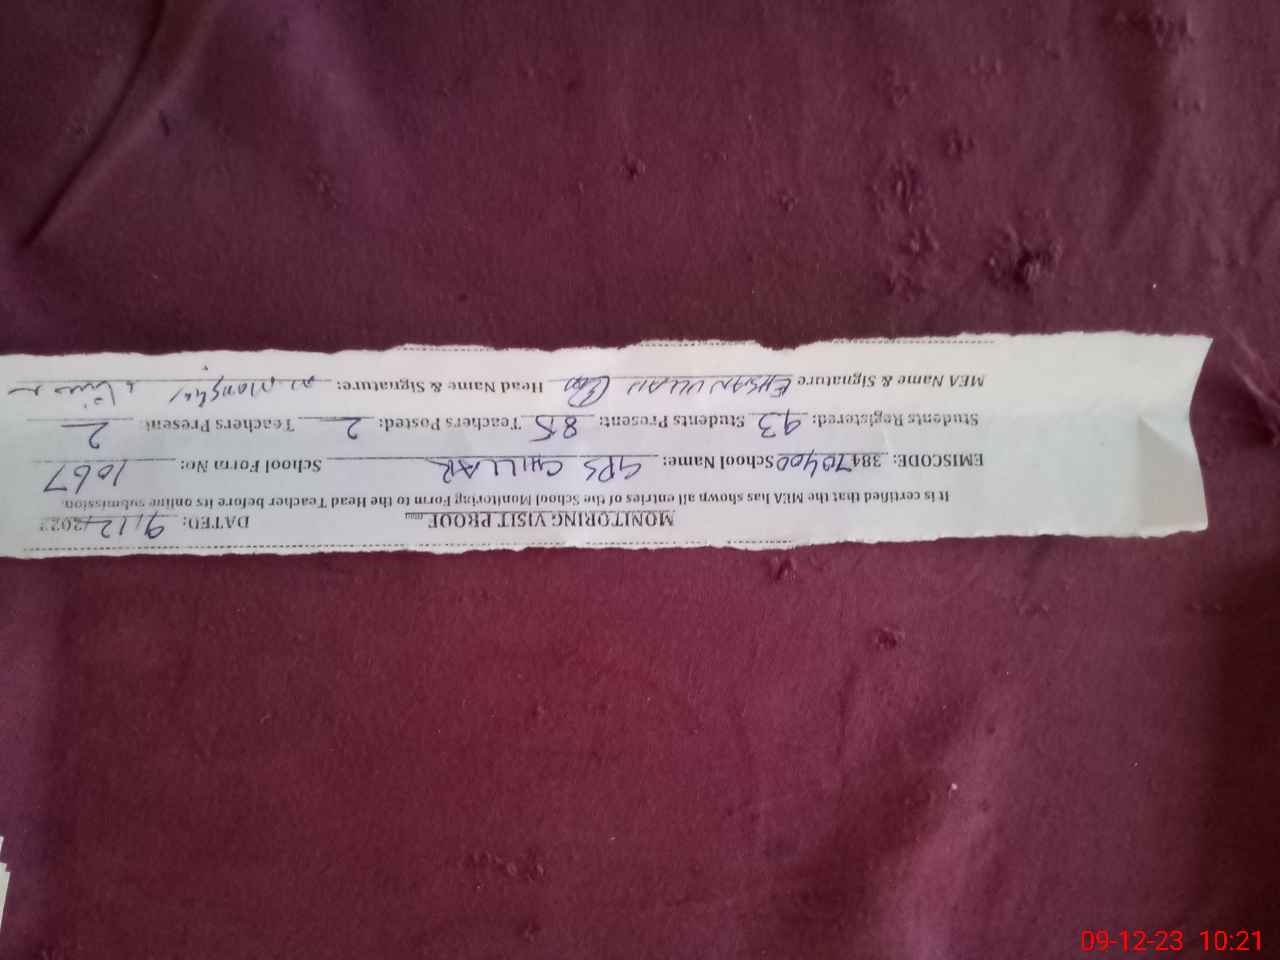 MONITORING VISIT PROOF DATED: 9/12/2023
It is certified that the MEA has shown all entries of the School Monitoring Form to the Head Teacher before its online submission.
EMISCODE: 38470400 School Name: GPS CHILLAR School Form No: 1067
Students Registered: 93 Students Present: 85 Teachers Posted: 2 Teachers Present 2
MEA Name & Signature EHSAN ULLAH Head Name & Signature:
09-12-23 10:21